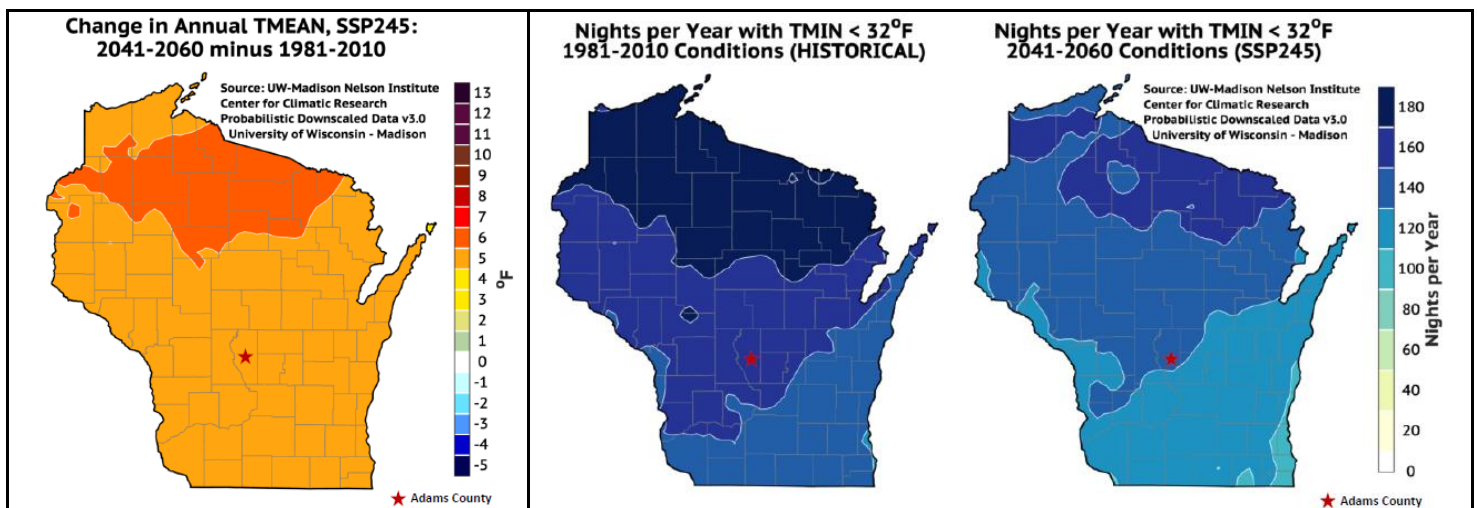 Change in Annual TMEAN, SSP245:
2041-2060 minus 1981-2010
Source: UW-Madison Nelson Institute
Center for Climatic Research
Probabilistic Downscaled Data v3.0
University of Wisconsin - Madison
13
12
11
10
9
8
7
6
5
4
3
2
1
0
-1
-2
-3
-4
-5
°F
Adams County
Nights per Year with TMIN < 32°F
1981-2010 Conditions (HISTORICAL)
Nights per Year with TMIN < 32°F
2041-2060 Conditions (SSP245)
Source: UW-Madison Nelson Institute
Center for Climatic Research
Probabilistic Downscaled Data v3.0
University of Wisconsin - Madison
180
160
140
120
100
80
60
40
20
0
Nights per Year
Adams County